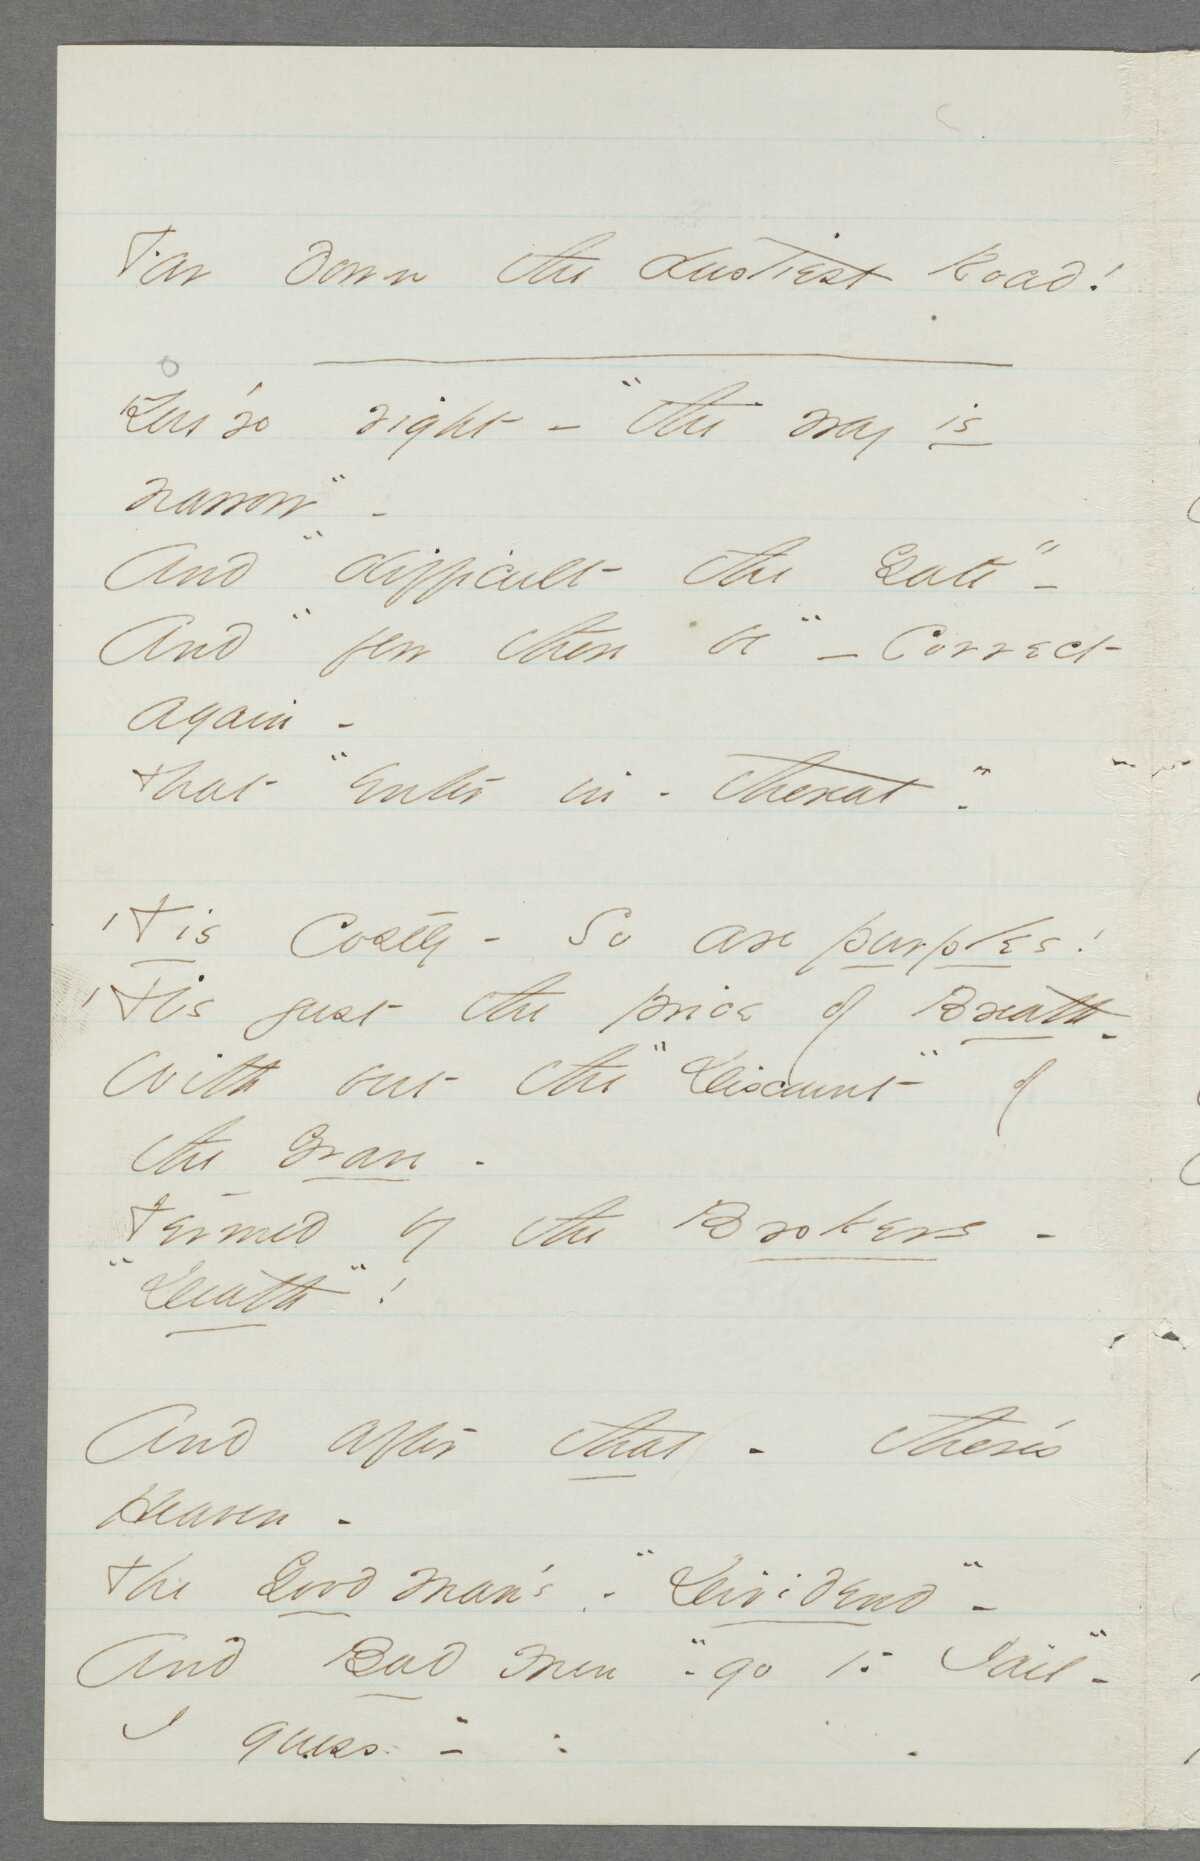 Far down the dustiest Road!
You're right – "the way is
narrow" –
And "difficult the Gate" –
And "few there be" – Correct
again –
That "enter in – thereat" –
'Tis Costly – So are purples!
'Tis just the price of Breath –
With but the "Discount" of
the Grave –
Termed by the Brokers –
"Death"!
And after that – there's
Heaven –
The Good Man's – "Dividend" –
And Bad Men – "go to Jail" –
I guess –